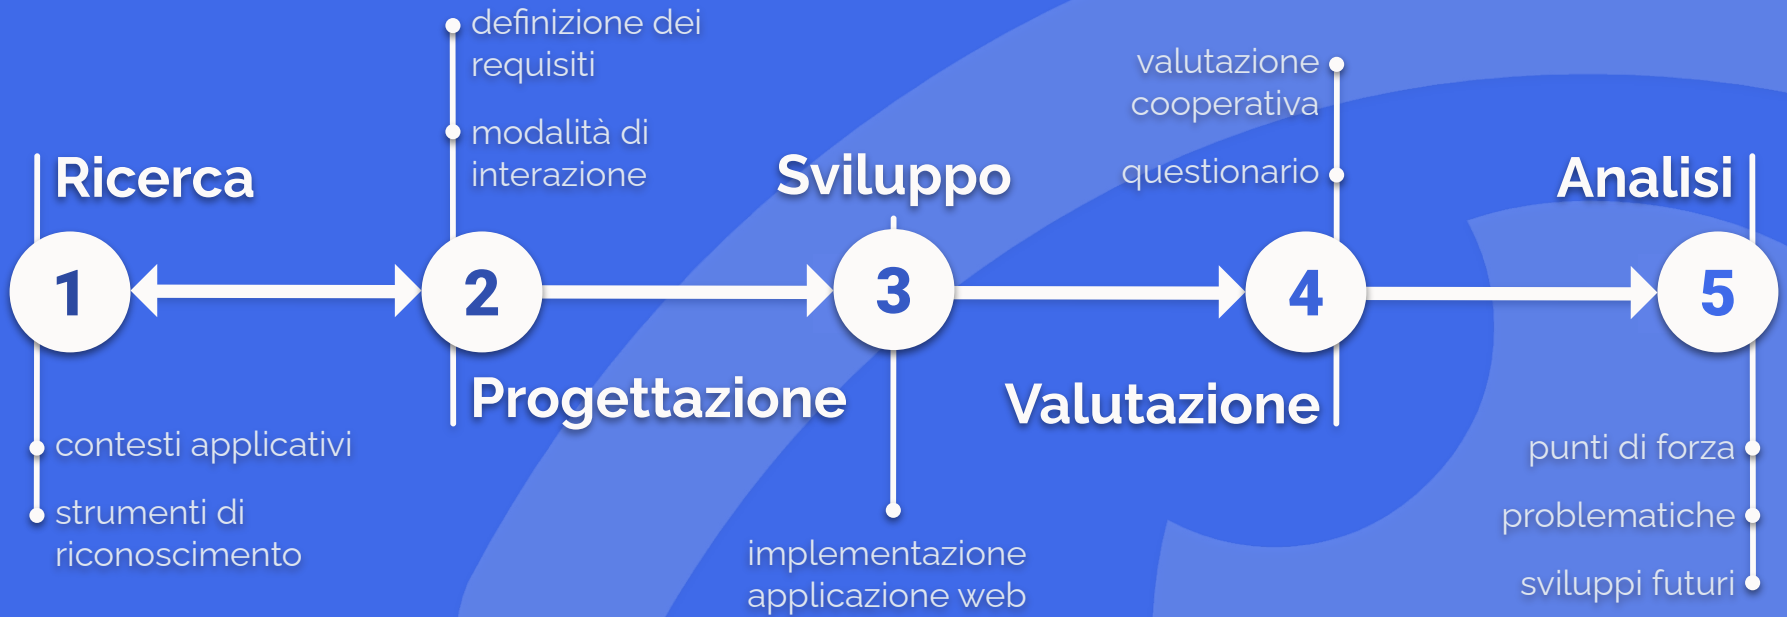 Ricerca
1
contesti applicativi
strumenti di
riconoscimento
definizione dei
requisiti
modalità di
interazione
2
Progettazione
Sviluppo
3
implementazione
applicazione web
valutazione
cooperativa
questionario
4
Valutazione
Analisi
5
punti di forza
problematiche
sviluppi futuri